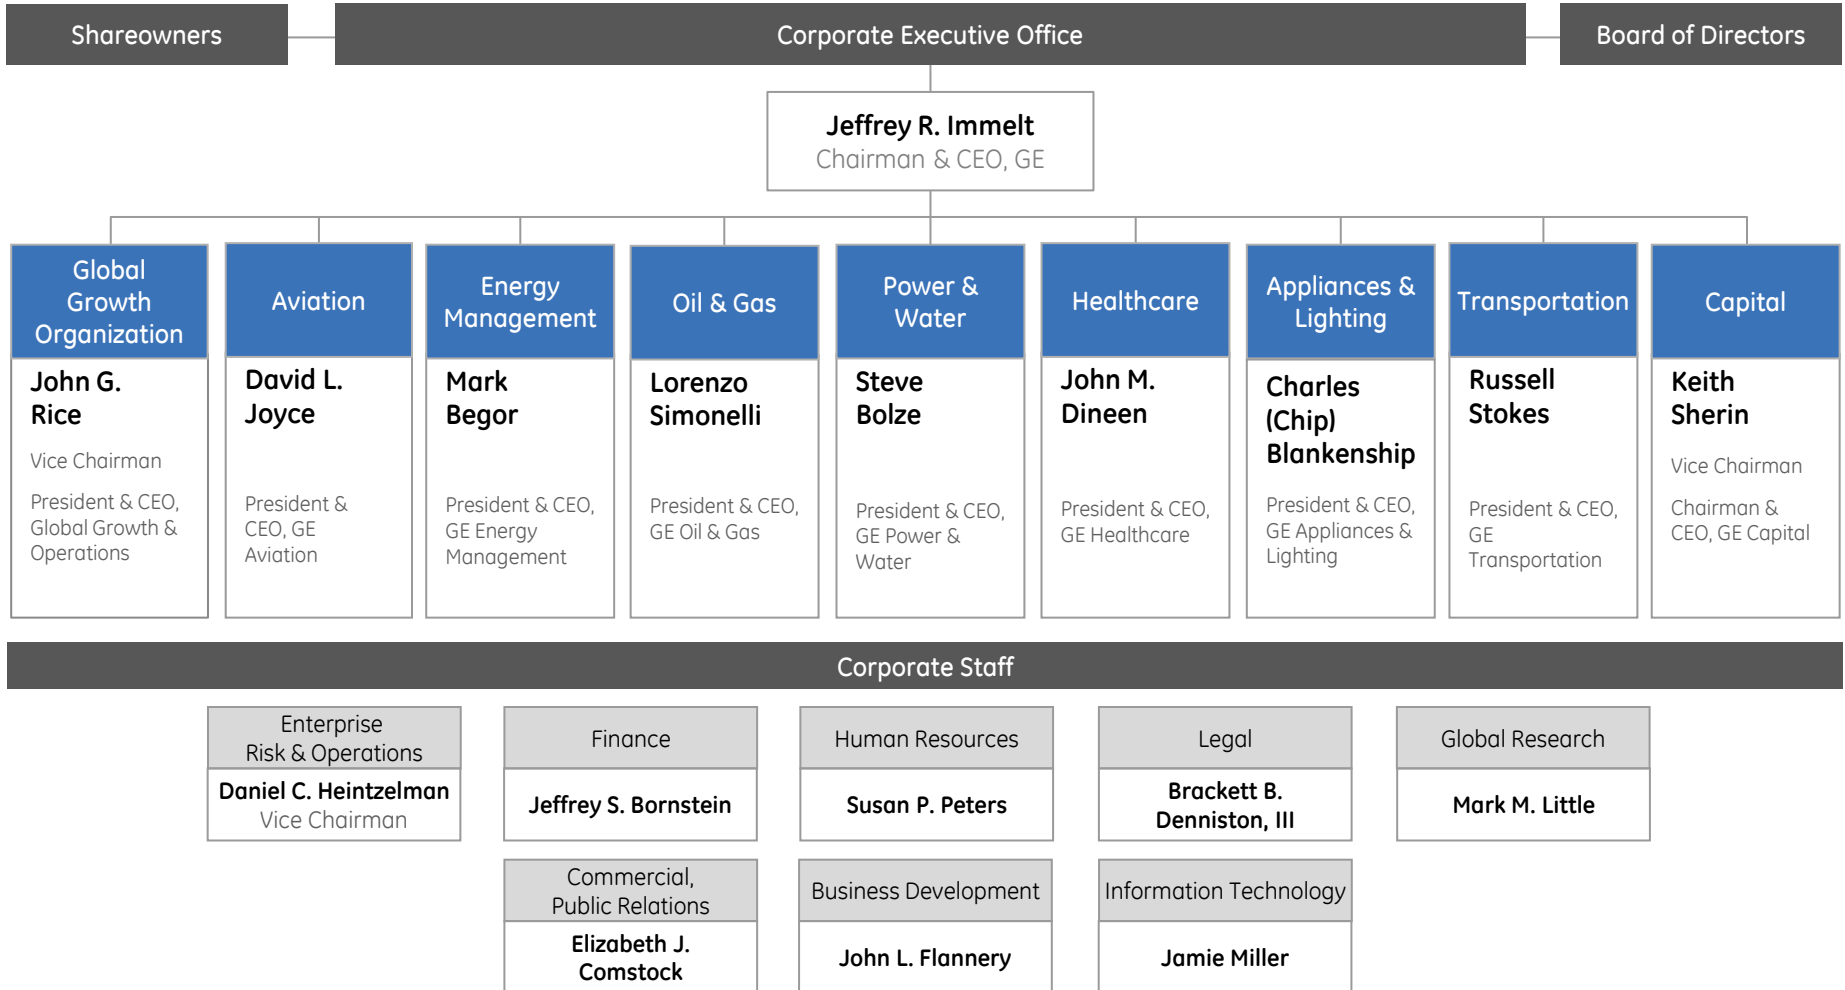 Shareowners
Corporate Executive Office
Board of Directors
Jeffrey R. Immelt
Chairman & CEO, GE
Global
Growth
Organization
John G.
Rice
Vice Chairman
President & CEO,
Global Growth &
Operations
Aviation
David L.
Joyce
President &
CEO, GE
Aviation
Energy
Management
Mark
Begor
President & CEO,
GE Energy
Management
Oil & Gas
Lorenzo
Simonelli
President & CEO,
GE Oil & Gas
Power &
Water
Steve
Bolze
President & CEO,
GE Power &
Water
Healthcare
John M.
Dineen
President & CEO,
GE Healthcare
Appliances &
Lighting
Charles
(Chip)
Blankenship
President & CEO,
GE Appliances &
Lighting
Transportation
Russell
Stokes
President & CEO,
GE
Transportation
Capital
Keith
Sherin
Vice Chairman
Chairman &
CEO, GE Capital
Corporate Staff
Enterprise
Risk & Operations
Daniel C. Heintzelman
Vice Chairman
Finance
Jeffrey S. Bornstein
Human Resources
Susan P. Peters
Legal
Brackett B.
Denniston, III
Global Research
Mark M. Little
Commercial,
Public Relations
Elizabeth J.
Comstock
Business Development
John L. Flannery
Information Technology
Jamie Miller